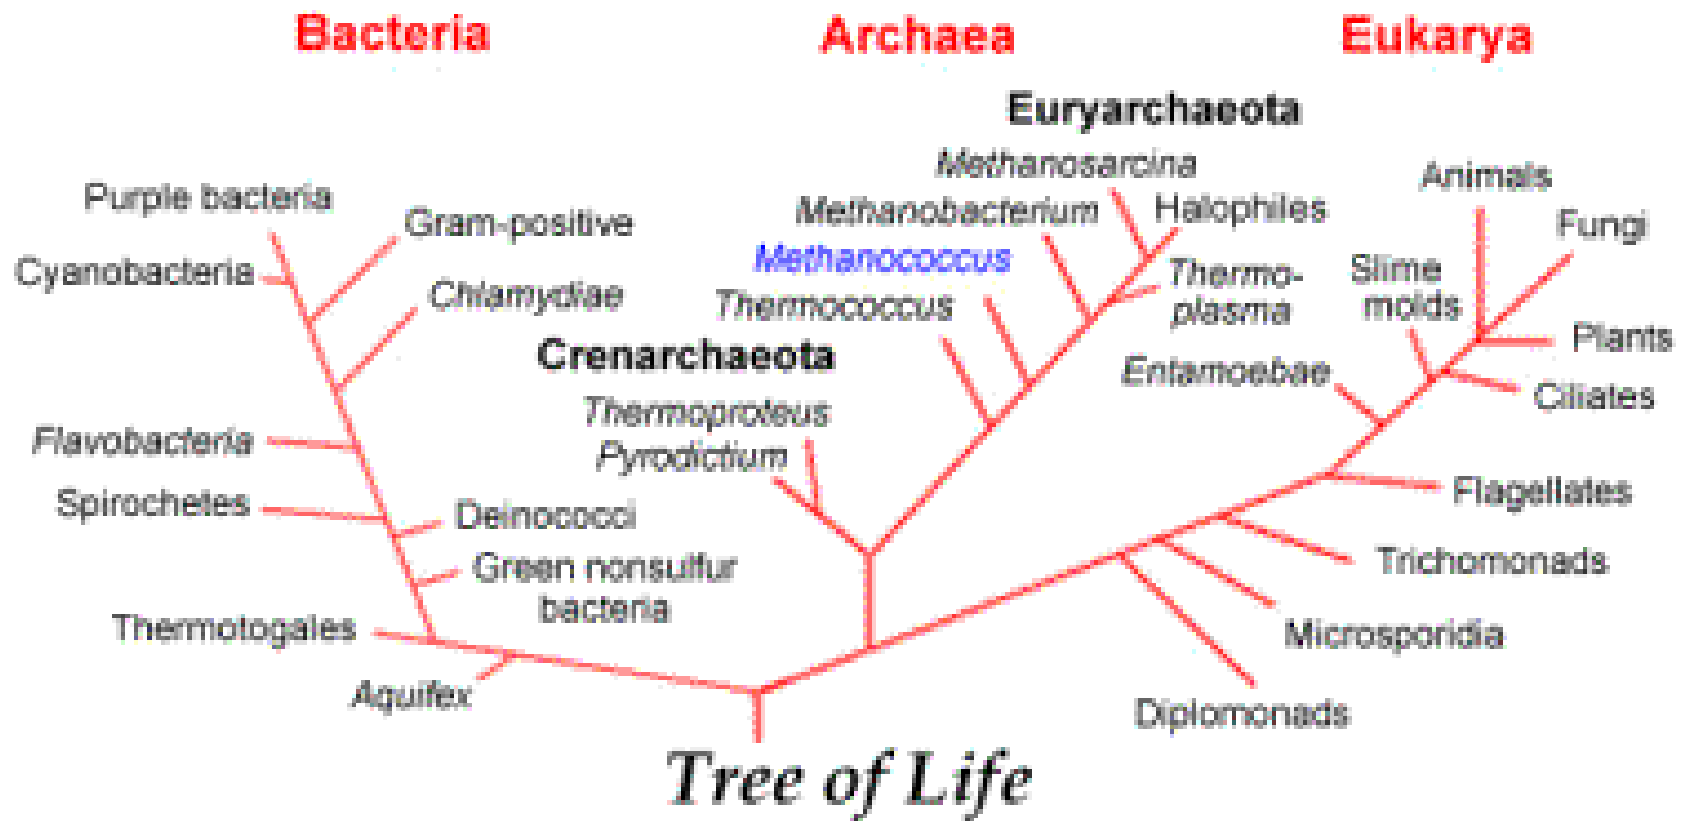 Bacteria
Archaea
Eukarya
Euryarchaeota
Methanosarcina
Animals
Purple bacteria
Gram-positive
Methanobacterium
Halophiles
Fungi
Cyanobacteria
Methanococcus
Slime
molds
Chlamydiae
Thermococcus
Thermo-
plasma
Crenarchaeota
Plants
Entamoebae
Ciliates
Thermoproteus
Flavobacteria
Pyrodictium
Flagellates
Spirochetes
Deinococci
Green nonsulfur
bacteria
Trichomonads
Thermotogales
Microsporidia
Aquifex
Diplomonads
Tree of Life